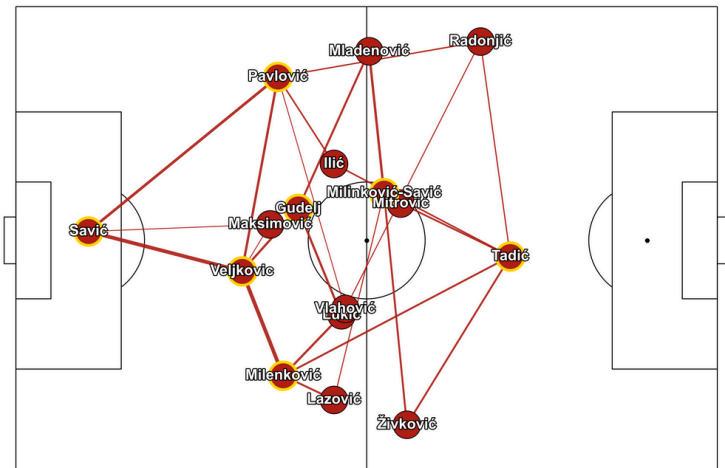 Radonjić
Mladenović
Pavlović
Ilić
Milinković-Savić
Mitrović
Gudelj
Maksimović
Savić
Tadić
Veljkovic
Vlahović
Lukić
Milenković
Lazović
Živković